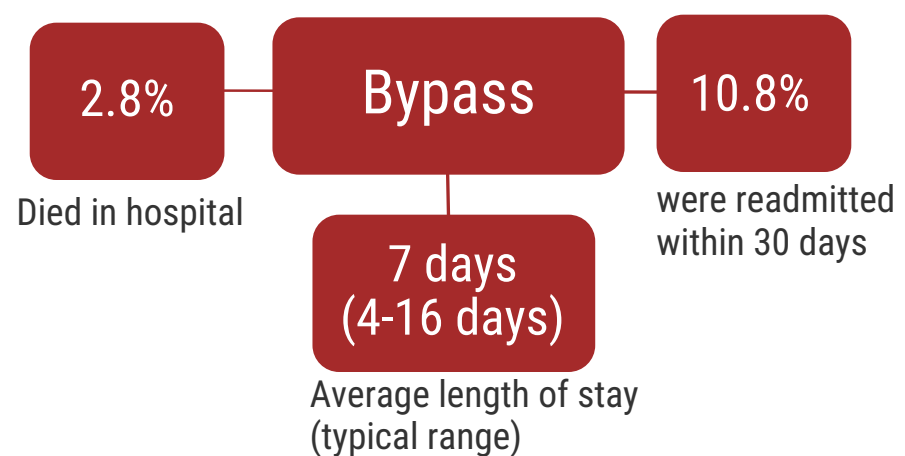 2.8%
Died in hospital
Bypass
10.8%
were readmitted
within 30 days
7 days
(4-16 days)
Average length of stay
(typical range)